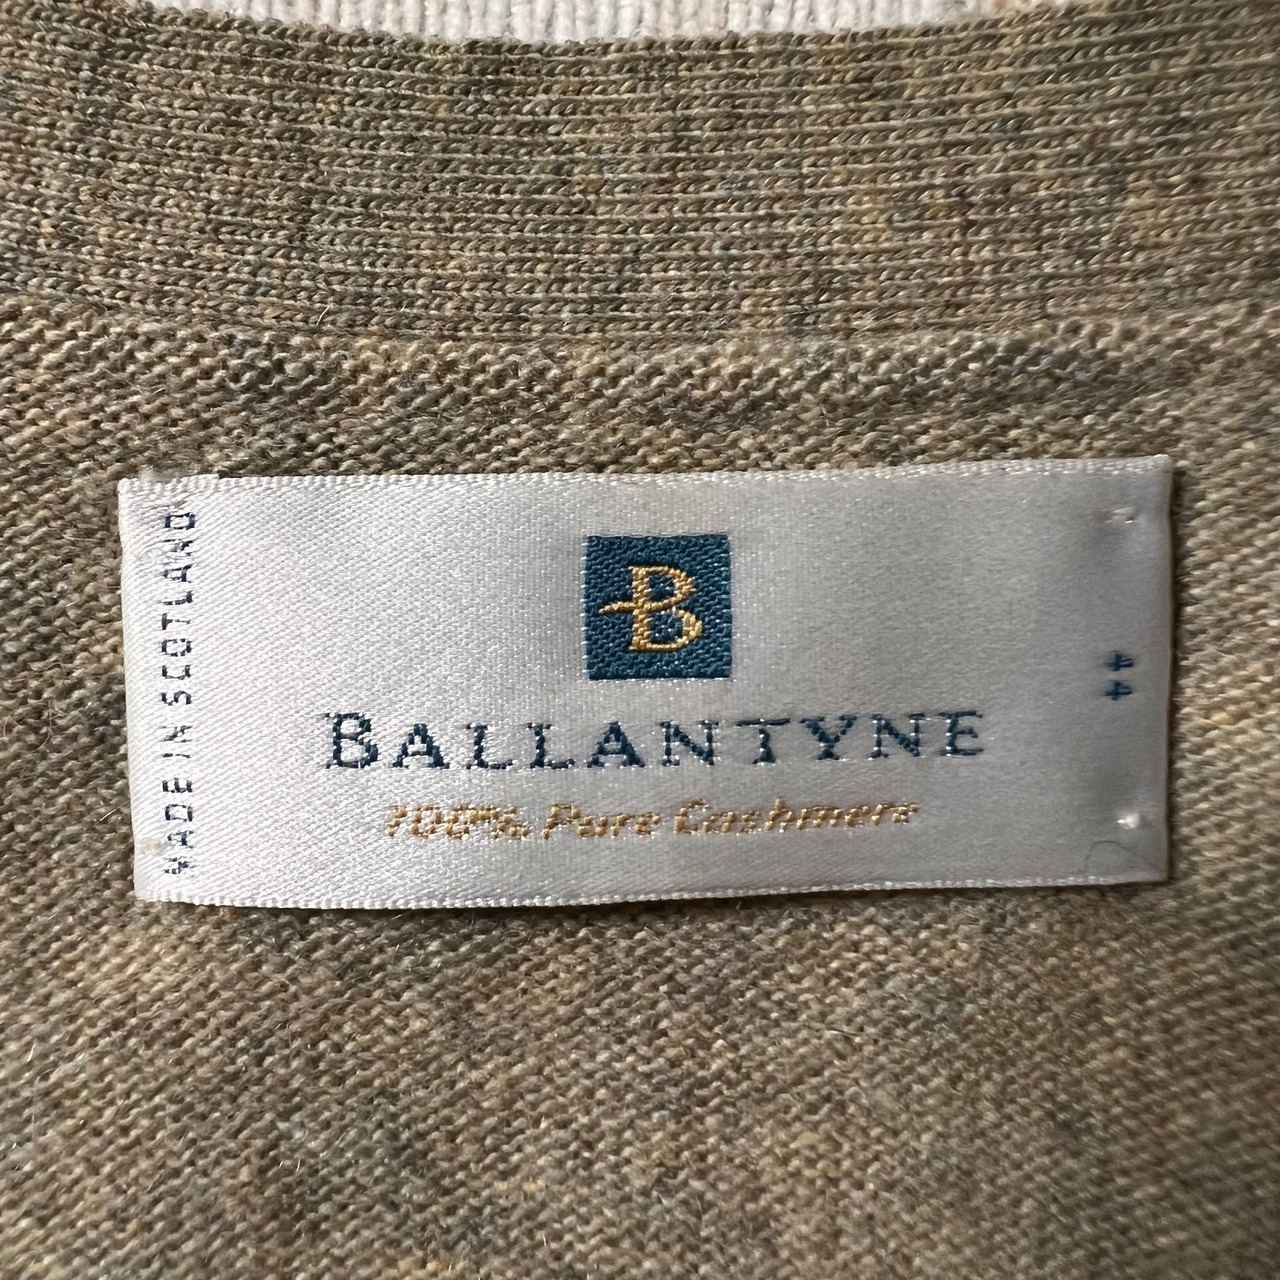 MADE IN SCOTLAND
B
BALLANTYNE
100% Pure Cashmere
44